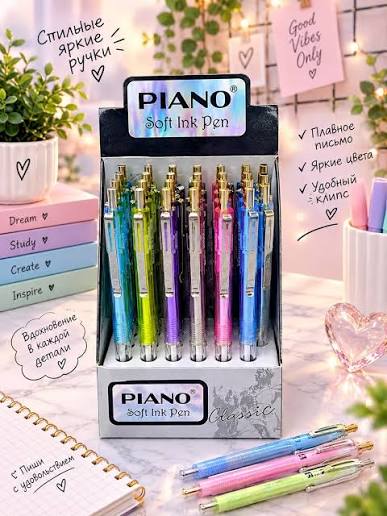 Стильные
яркие
ручки
Good
Vibes
Only
PIANO®
Soft Ink Pen
✓ Плавное
письмо
✓ Яркие цвета
✓ Удобный
клипс
Dream
Study
Create
Inspire
Вдохновение
в каждой
детали
PIANO®
Soft Ink Pen
Classic
Пиши
с удовольствием